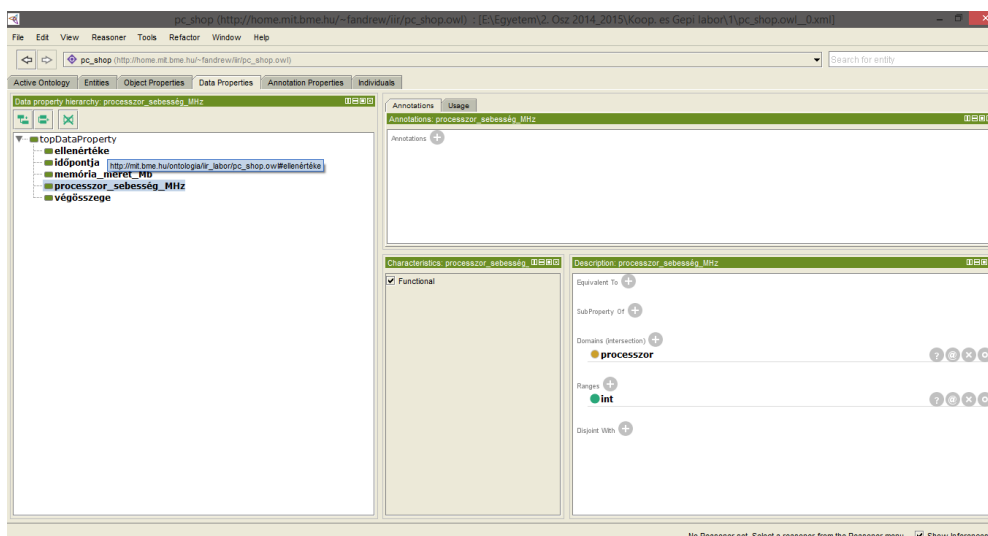 pc_shop (http://home.mit.bme.hu/~fandrew/iir/pc_shop.owl) : [E:\Egyetem\2. Osz 2014_2015\Koop. es Gepi labor\1\pc_shop.owl__0.xml]
File Edit View Reasoner Tools Refactor Window Help
pc_shop (http://home.mit.bme.hu/~fandrew/iir/pc_shop.owl) Search for entity
Active Ontology Entities Object Properties Data Properties Annotation Properties Individuals
Data property hierarchy: processzor_sebesség_MHz
topDataProperty
ellenértéke
időpontja
http://mit.bme.hu/ontologia/iir_labor/pc_shop.owl#ellenértéke
memória_méret_Mb
processzor_sebesség_MHz
végösszege
Annotations Usage
Annotations: processzor_sebesség_MHz
Annotations
Characteristics: processzor_sebesség_
Functional
Description: processzor_sebesség_MHz
Equivalent To
SubProperty Of
Domains (intersection)
processzor
Ranges
int
Disjoint With
No Reasoner set. Select a reasoner from the Reasoner menu Show Inferences